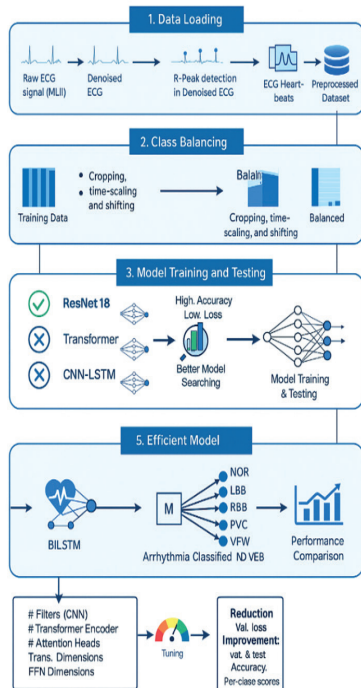 1. Data Loading
Raw ECG
signal (MLII)
Denoised
ECG
R-Peak detection
in Denoised ECG
ECG Heart-
beats
Preprocessed
Dataset
2. Class Balancing
Training Data
• Cropping,
• time-scaling
and shifting
Balan
Cropping, time-
scaling, and shifting
Balanced
3. Model Training and Testing
ResNet 18
Transformer
CNN-LSTM
High. Accuracy
Low. Loss
Better Model
Searching
Model Training
& Testing
5. Efficient Model
BILSTM
M
NOR
LBB
RBB
PVC
VFW
Arrhythmia Classified ND VEB
Performance
Comparison
# Filters (CNN)
# Transformer Encoder
# Attention Heads
Trans. Dimensions
FFN Dimensions
Tuning
Reduction
Val. loss
Improvement:
vat. & test
Accuracy.
Per-ciase scores